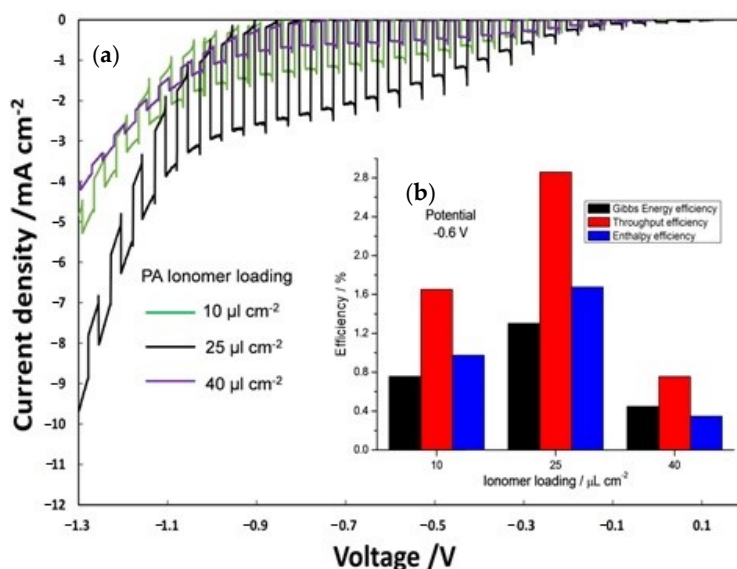 (a)
0
-1
-2
-3
-4
-5
-6
-7
-8
-9
-10
-11
-12
Current density /mA cm⁻²
-1.3
-1.1
-0.9
-0.7
-0.5
-0.3
-0.1
0.1
Voltage /V
PA Ionomer loading
10 µl cm⁻²
25 µl cm⁻²
40 µl cm⁻²
(b)
Potential
-0.6 V
Gibbs Energy efficiency
Throughput efficiency
Enthalpy efficiency
2.8
2.4
2.0
1.6
1.2
0.8
0.4
0.0
Efficiency / %
10
25
40
Ionomer loading / µL cm⁻²